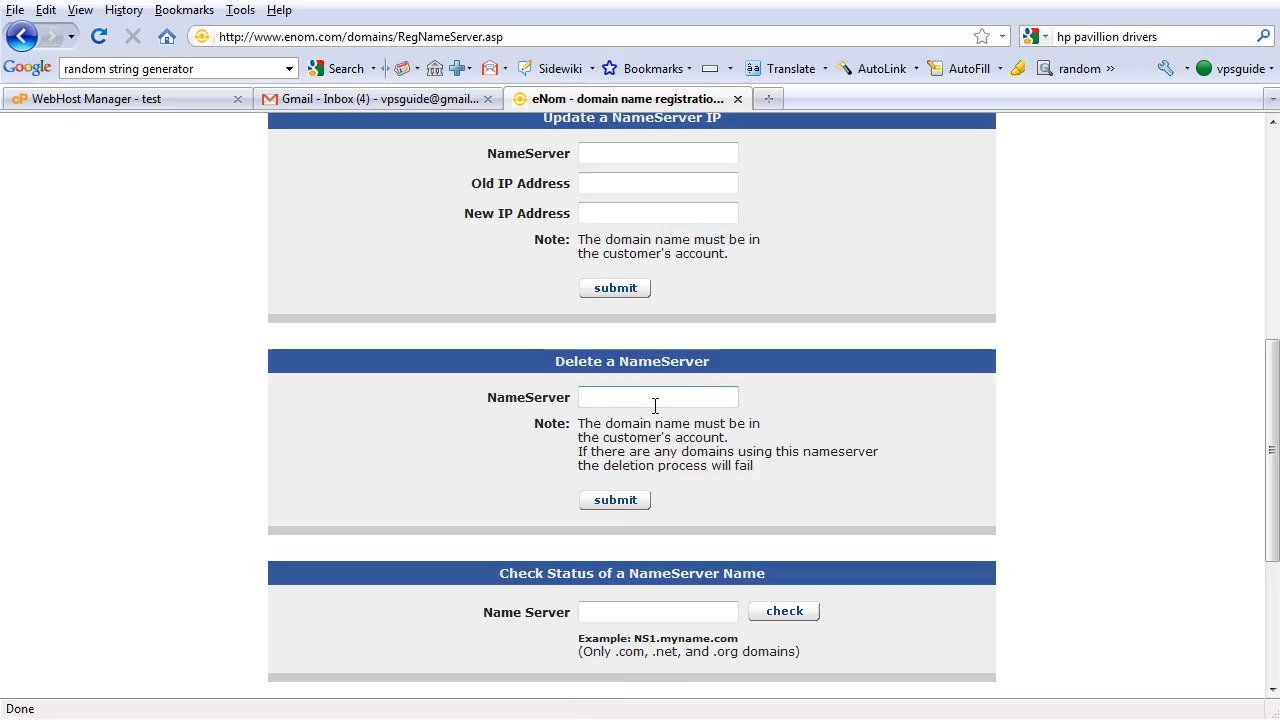 File Edit View History Bookmarks Tools Help
http://www.enom.com/domains/RegNameServer.asp
hp pavillion drivers
Google random string generator Search Sidewiki Bookmarks Translate AutoLink AutoFill random » vpsguide
cP WebHost Manager - test
Gmail - Inbox (4) - vpsguide@gmail...
eNom - domain name registratio...
Update a NameServer IP
NameServer
Old IP Address
New IP Address
Note: The domain name must be in
the customer's account.
submit
Delete a NameServer
NameServer
Note: The domain name must be in
the customer's account.
If there are any domains using this nameserver
the deletion process will fail
submit
Check Status of a NameServer Name
Name Server check
Example: NS1.myname.com
(Only .com, .net, and .org domains)
Done